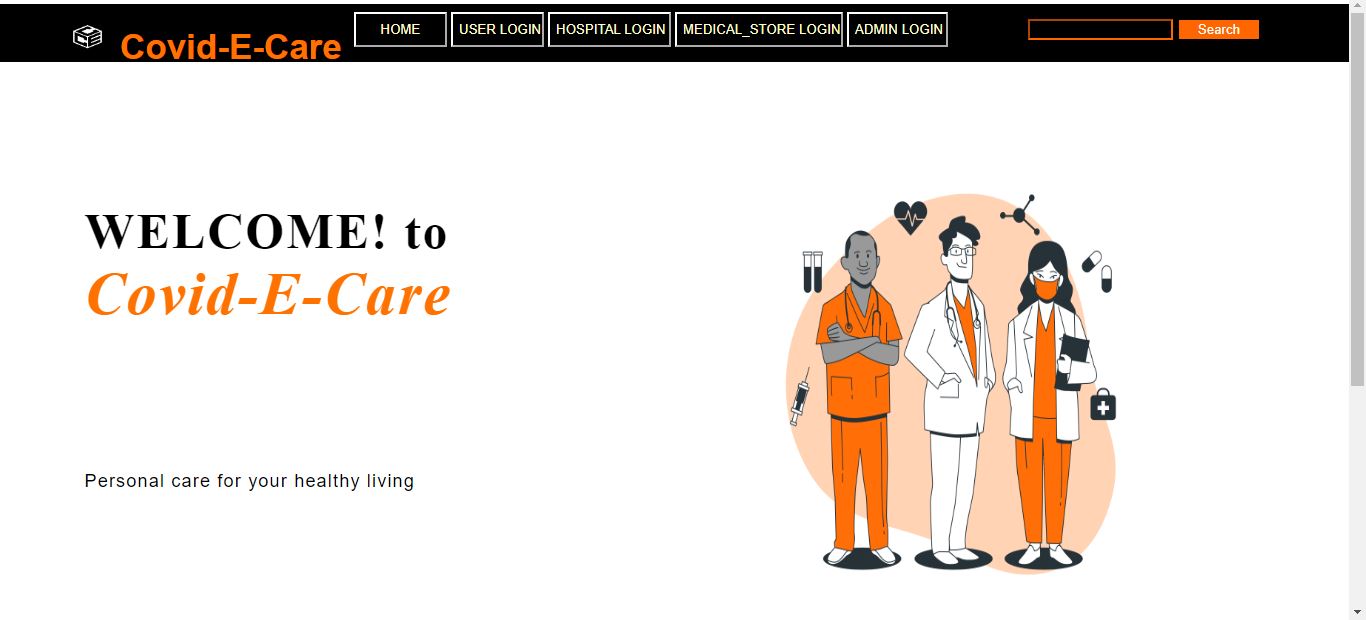 Covid-E-Care
HOME
USER LOGIN
HOSPITAL LOGIN
MEDICAL_STORE LOGIN
ADMIN LOGIN
Search
WELCOME! to
Covid-E-Care
Personal care for your healthy living